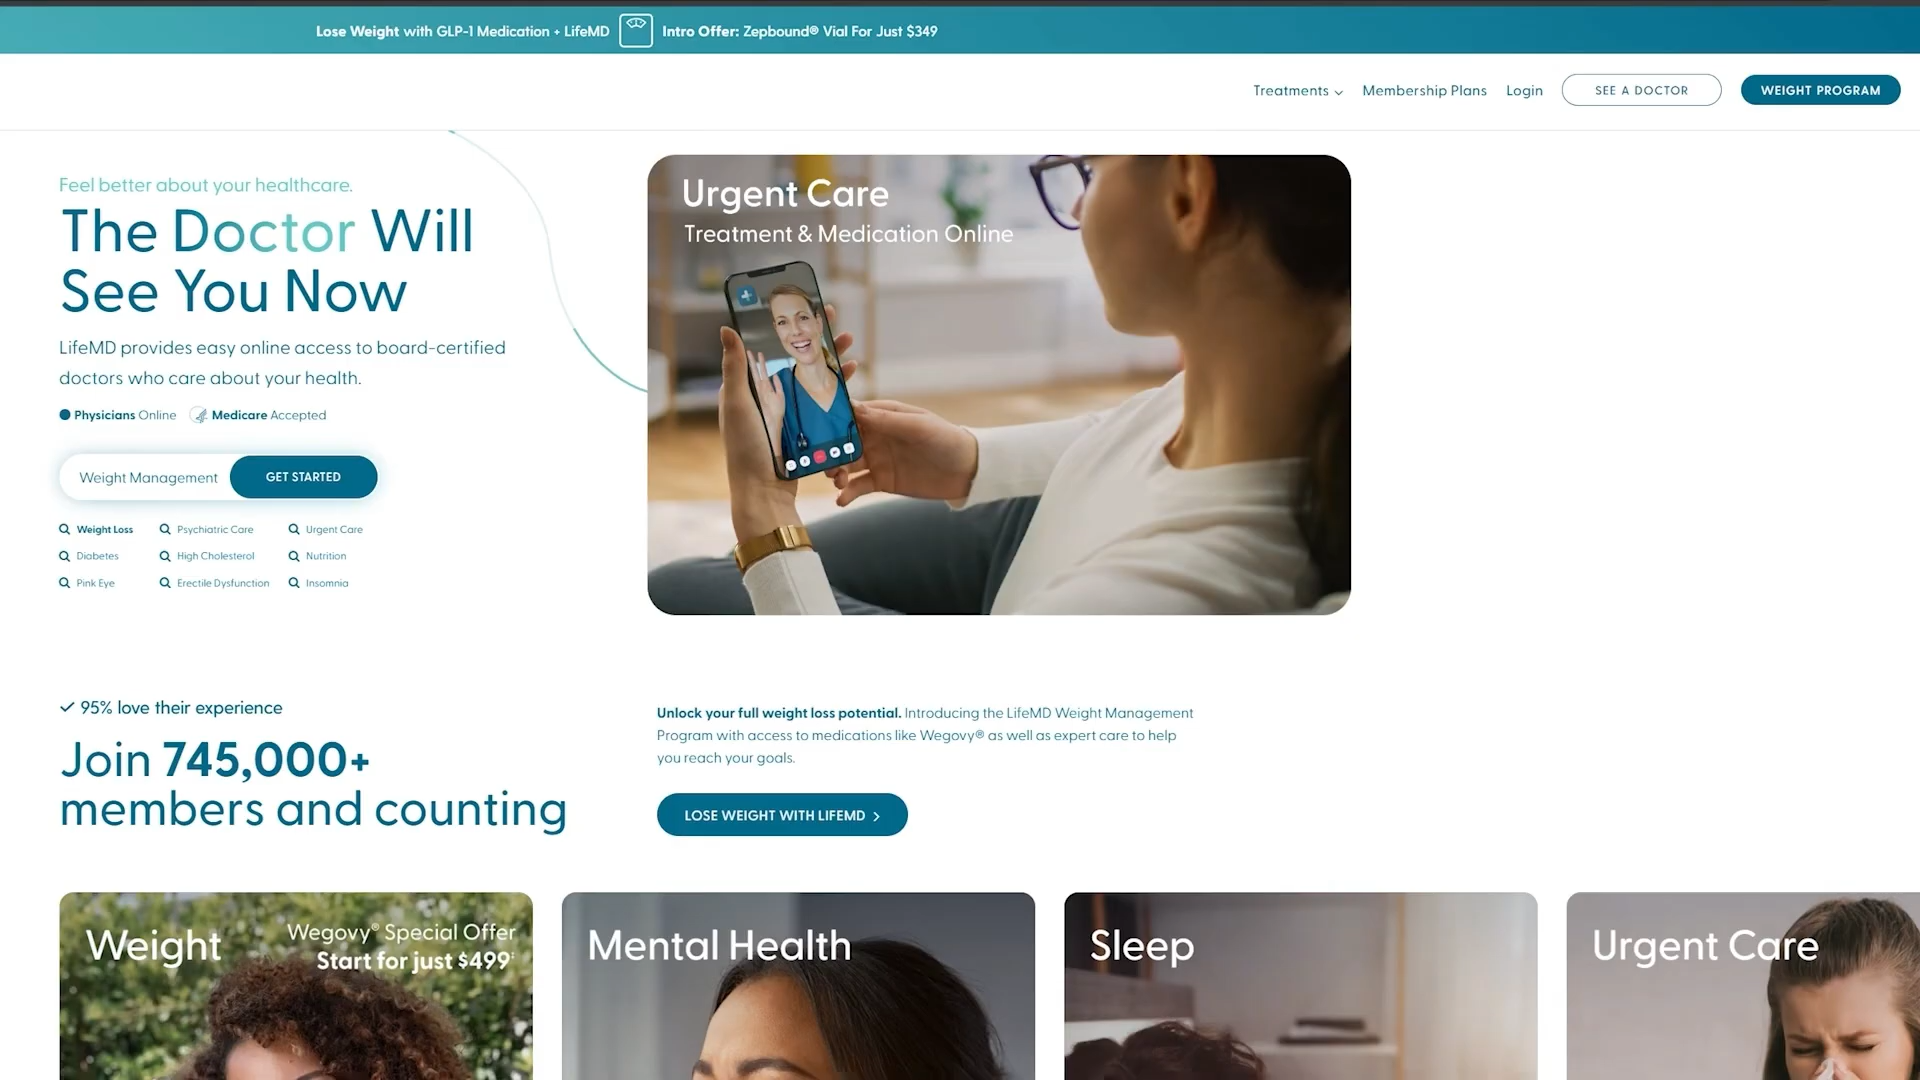 Lose Weight with GLP-1 Medication + LifeMD Intro Offer: Zepbound® Vial For Just $349
Treatments Membership Plans Login SEE A DOCTOR WEIGHT PROGRAM
Feel better about your healthcare.
The Doctor Will
See You Now
LifeMD provides easy online access to board-certified
doctors who care about your health.
Physicians Online Medicare Accepted
Weight Management GET STARTED
Weight Loss Psychiatric Care Urgent Care
Diabetes High Cholesterol Nutrition
Pink Eye Erectile Dysfunction Insomnia
Urgent Care
Treatment & Medication Online
95% love their experience
Join 745,000+
members and counting
Unlock your full weight loss potential. Introducing the LifeMD Weight Management
Program with access to medications like Wegovy® as well as expert care to help
you reach your goals.
LOSE WEIGHT WITH LIFEMD
Weight
Wegovy® Special Offer
Start for just $499‡
Mental Health
Sleep
Urgent Care